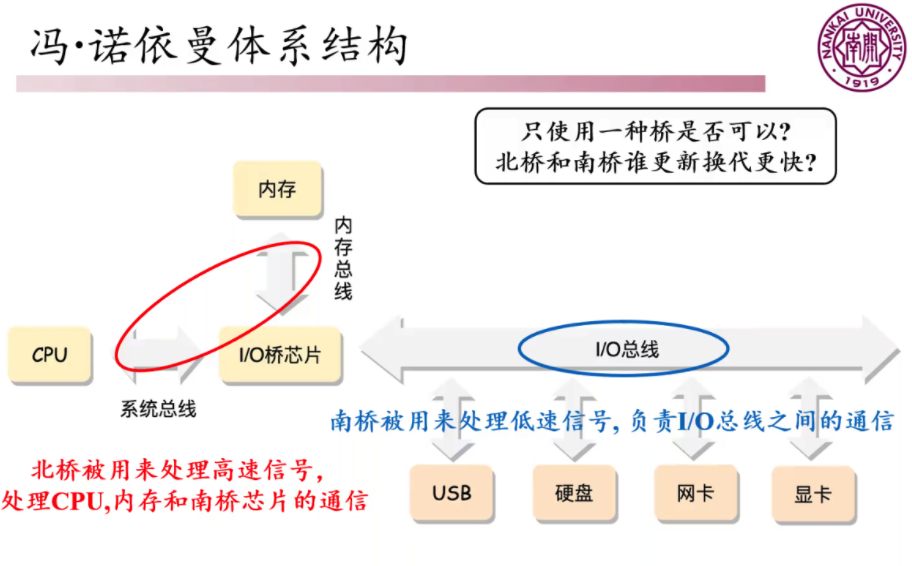 冯·诺依曼体系结构
NANKAI UNIVERSITY
南開
·1919·
只使用一种桥是否可以?
北桥和南桥谁更新换代更快?
内存
内存总线
CPU
I/O桥芯片
I/O总线
系统总线
南桥被用来处理低速信号,负责I/O总线之间的通信
北桥被用来处理高速信号,
处理CPU,内存和南桥芯片的通信
USB
硬盘
网卡
显卡